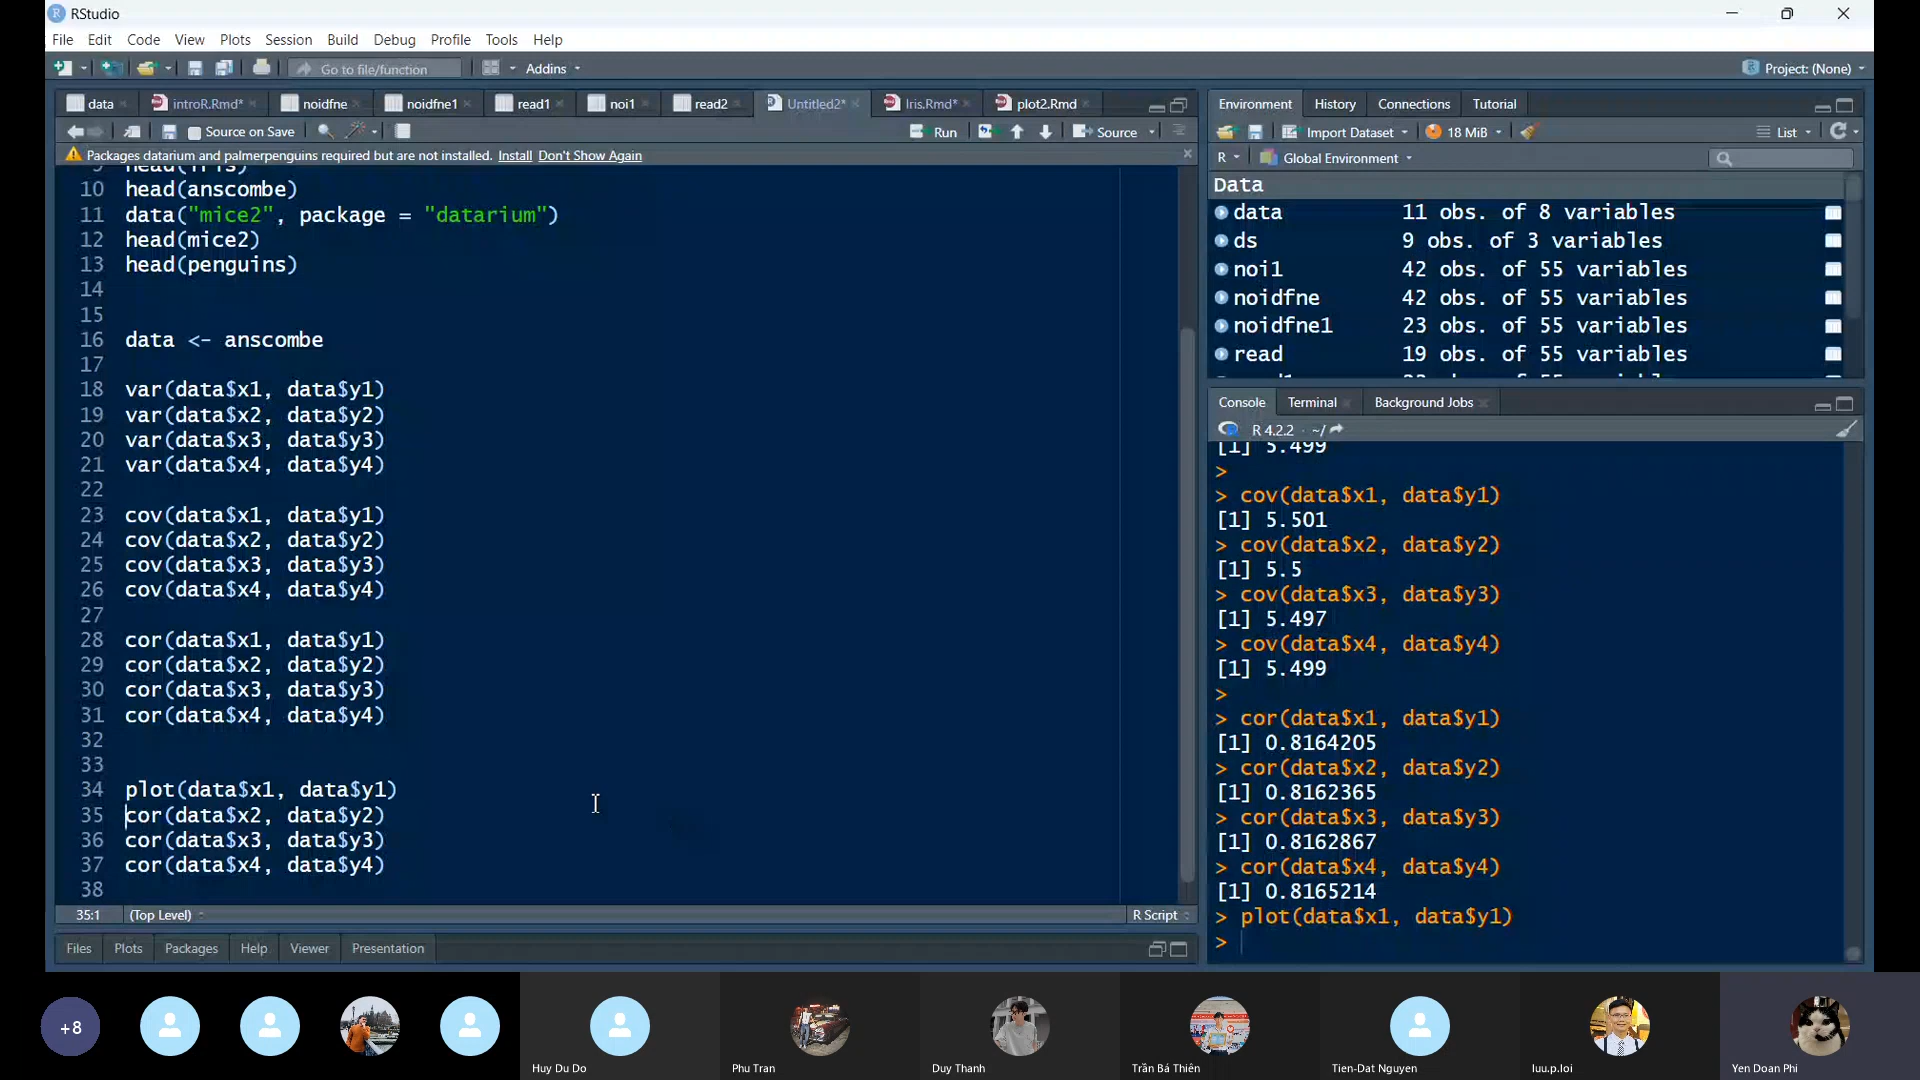 RStudio
File Edit Code View Plots Session Build Debug Profile Tools Help
Go to file/function Addins Project: (None)
data introR.Rmd* noidfne noidfne1 read1 noi1 read2 Untitled2* Iris.Rmd* plot2.Rmd
Source on Save Run Source
Packages datarium and palmerpenguins required but are not installed. Install Don't Show Again
9 head(iris)
10 head(anscombe)
11 data("mice2", package = "datarium")
12 head(mice2)
13 head(penguins)
14
15
16 data <- anscombe
17
18 var(data$x1, data$y1)
19 var(data$x2, data$y2)
20 var(data$x3, data$y3)
21 var(data$x4, data$y4)
22
23 cov(data$x1, data$y1)
24 cov(data$x2, data$y2)
25 cov(data$x3, data$y3)
26 cov(data$x4, data$y4)
27
28 cor(data$x1, data$y1)
29 cor(data$x2, data$y2)
30 cor(data$x3, data$y3)
31 cor(data$x4, data$y4)
32
33
34 plot(data$x1, data$y1)
35 cor(data$x2, data$y2)
36 cor(data$x3, data$y3)
37 cor(data$x4, data$y4)
38
35:1 (Top Level) R Script
Files Plots Packages Help Viewer Presentation
Environment History Connections Tutorial
Import Dataset 18 MiB List
R Global Environment
Data
data 11 obs. of 8 variables
ds 9 obs. of 3 variables
noi1 42 obs. of 55 variables
noidfne 42 obs. of 55 variables
noidfne1 23 obs. of 55 variables
read 19 obs. of 55 variables
Console Terminal Background Jobs
R 4.2.2 · ~/
[1] 5.499
>
> cov(data$x1, data$y1)
[1] 5.501
> cov(data$x2, data$y2)
[1] 5.5
> cov(data$x3, data$y3)
[1] 5.497
> cov(data$x4, data$y4)
[1] 5.499
>
> cor(data$x1, data$y1)
[1] 0.8164205
> cor(data$x2, data$y2)
[1] 0.8162365
> cor(data$x3, data$y3)
[1] 0.8162867
> cor(data$x4, data$y4)
[1] 0.8165214
> plot(data$x1, data$y1)
>
+8 Huy Du Do Phu Tran Duy Thanh Trần Bá Thiên Tien-Dat Nguyen luu.p.loi Yen Doan Phi